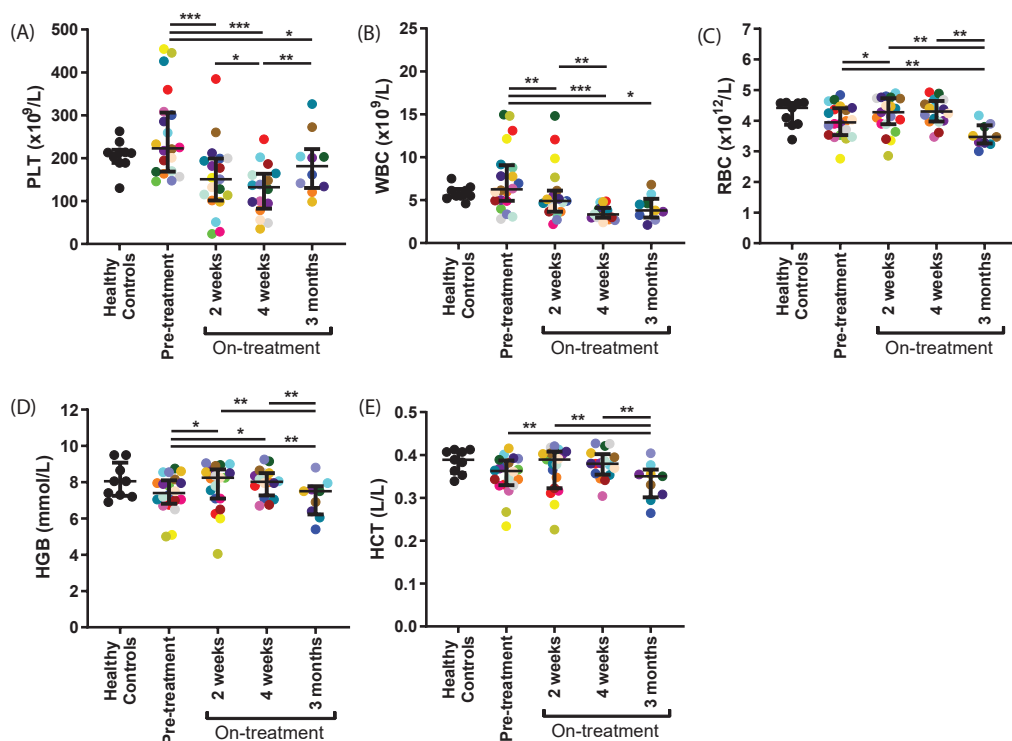 (A)
PLT (x10⁹/L)
500
400
300
200
100
0
***
***
*
*
**
Healthy
Controls
Pre-treatment
2 weeks
4 weeks
3 months
On-treatment
(B)
WBC (x10⁹/L)
25
20
15
10
5
0
**
**
***
*
Healthy
Controls
Pre-treatment
2 weeks
4 weeks
3 months
On-treatment
(C)
RBC (x10¹²/L)
7
6
5
4
3
2
1
0
**
**
*
**
Healthy
Controls
Pre-treatment
2 weeks
4 weeks
3 months
On-treatment
(D)
HGB (mmol/L)
12
10
8
6
4
2
0
**
**
*
*
**
Healthy
Controls
Pre-treatment
2 weeks
4 weeks
3 months
On-treatment
(E)
HCT (L/L)
0.5
0.4
0.3
0.2
0.1
0.0
**
**
**
Healthy
Controls
Pre-treatment
2 weeks
4 weeks
3 months
On-treatment